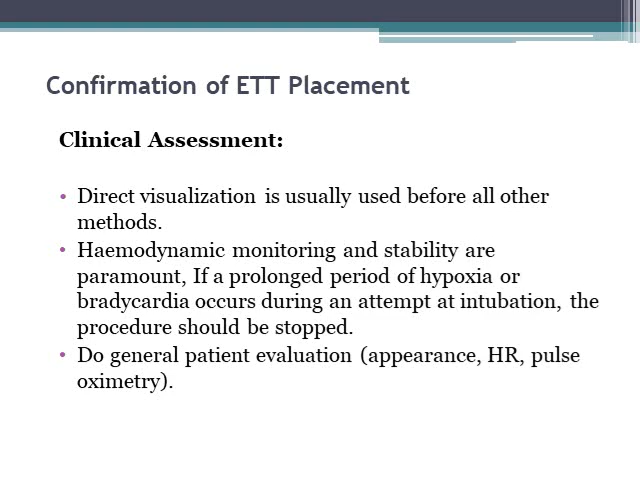 Confirmation of ETT Placement
Clinical Assessment:
• Direct visualization is usually used before all other
methods.
• Haemodynamic monitoring and stability are
paramount, If a prolonged period of hypoxia or
bradycardia occurs during an attempt at intubation, the
procedure should be stopped.
• Do general patient evaluation (appearance, HR, pulse
oximetry).